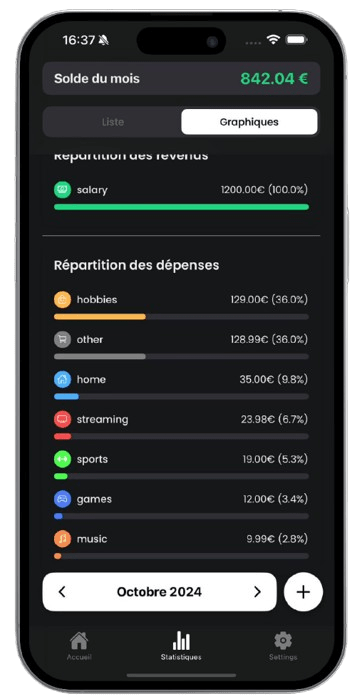 16:37
Solde du mois 842.04 €
Liste Graphiques
Répartition des revenus
salary 1200.00€ (100.0%)
Répartition des dépenses
hobbies 129.00€ (36.0%)
other 128.99€ (36.0%)
home 35.00€ (9.8%)
streaming 23.98€ (6.7%)
sports 19.00€ (5.3%)
games 12.00€ (3.4%)
music 9.99€ (2.8%)
Octobre 2024
Accueil Statistiques Settings